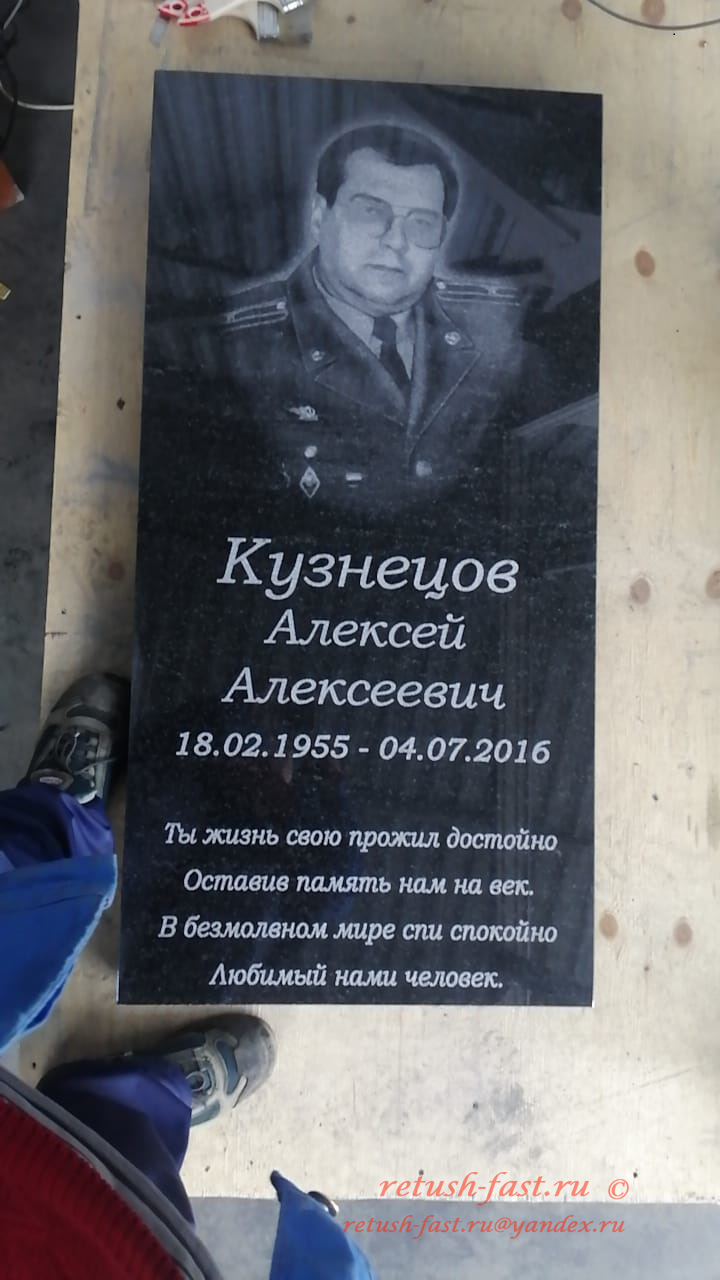 Кузнецов
Алексей
Алексеевич
18.02.1955 - 04.07.2016
Ты жизнь свою прожил достойно
Оставив память нам на век.
В безмолвном мире спи спокойно
Любимый нами человек.
retush-fast.ru ©
retush-fast.ru@yandex.ru